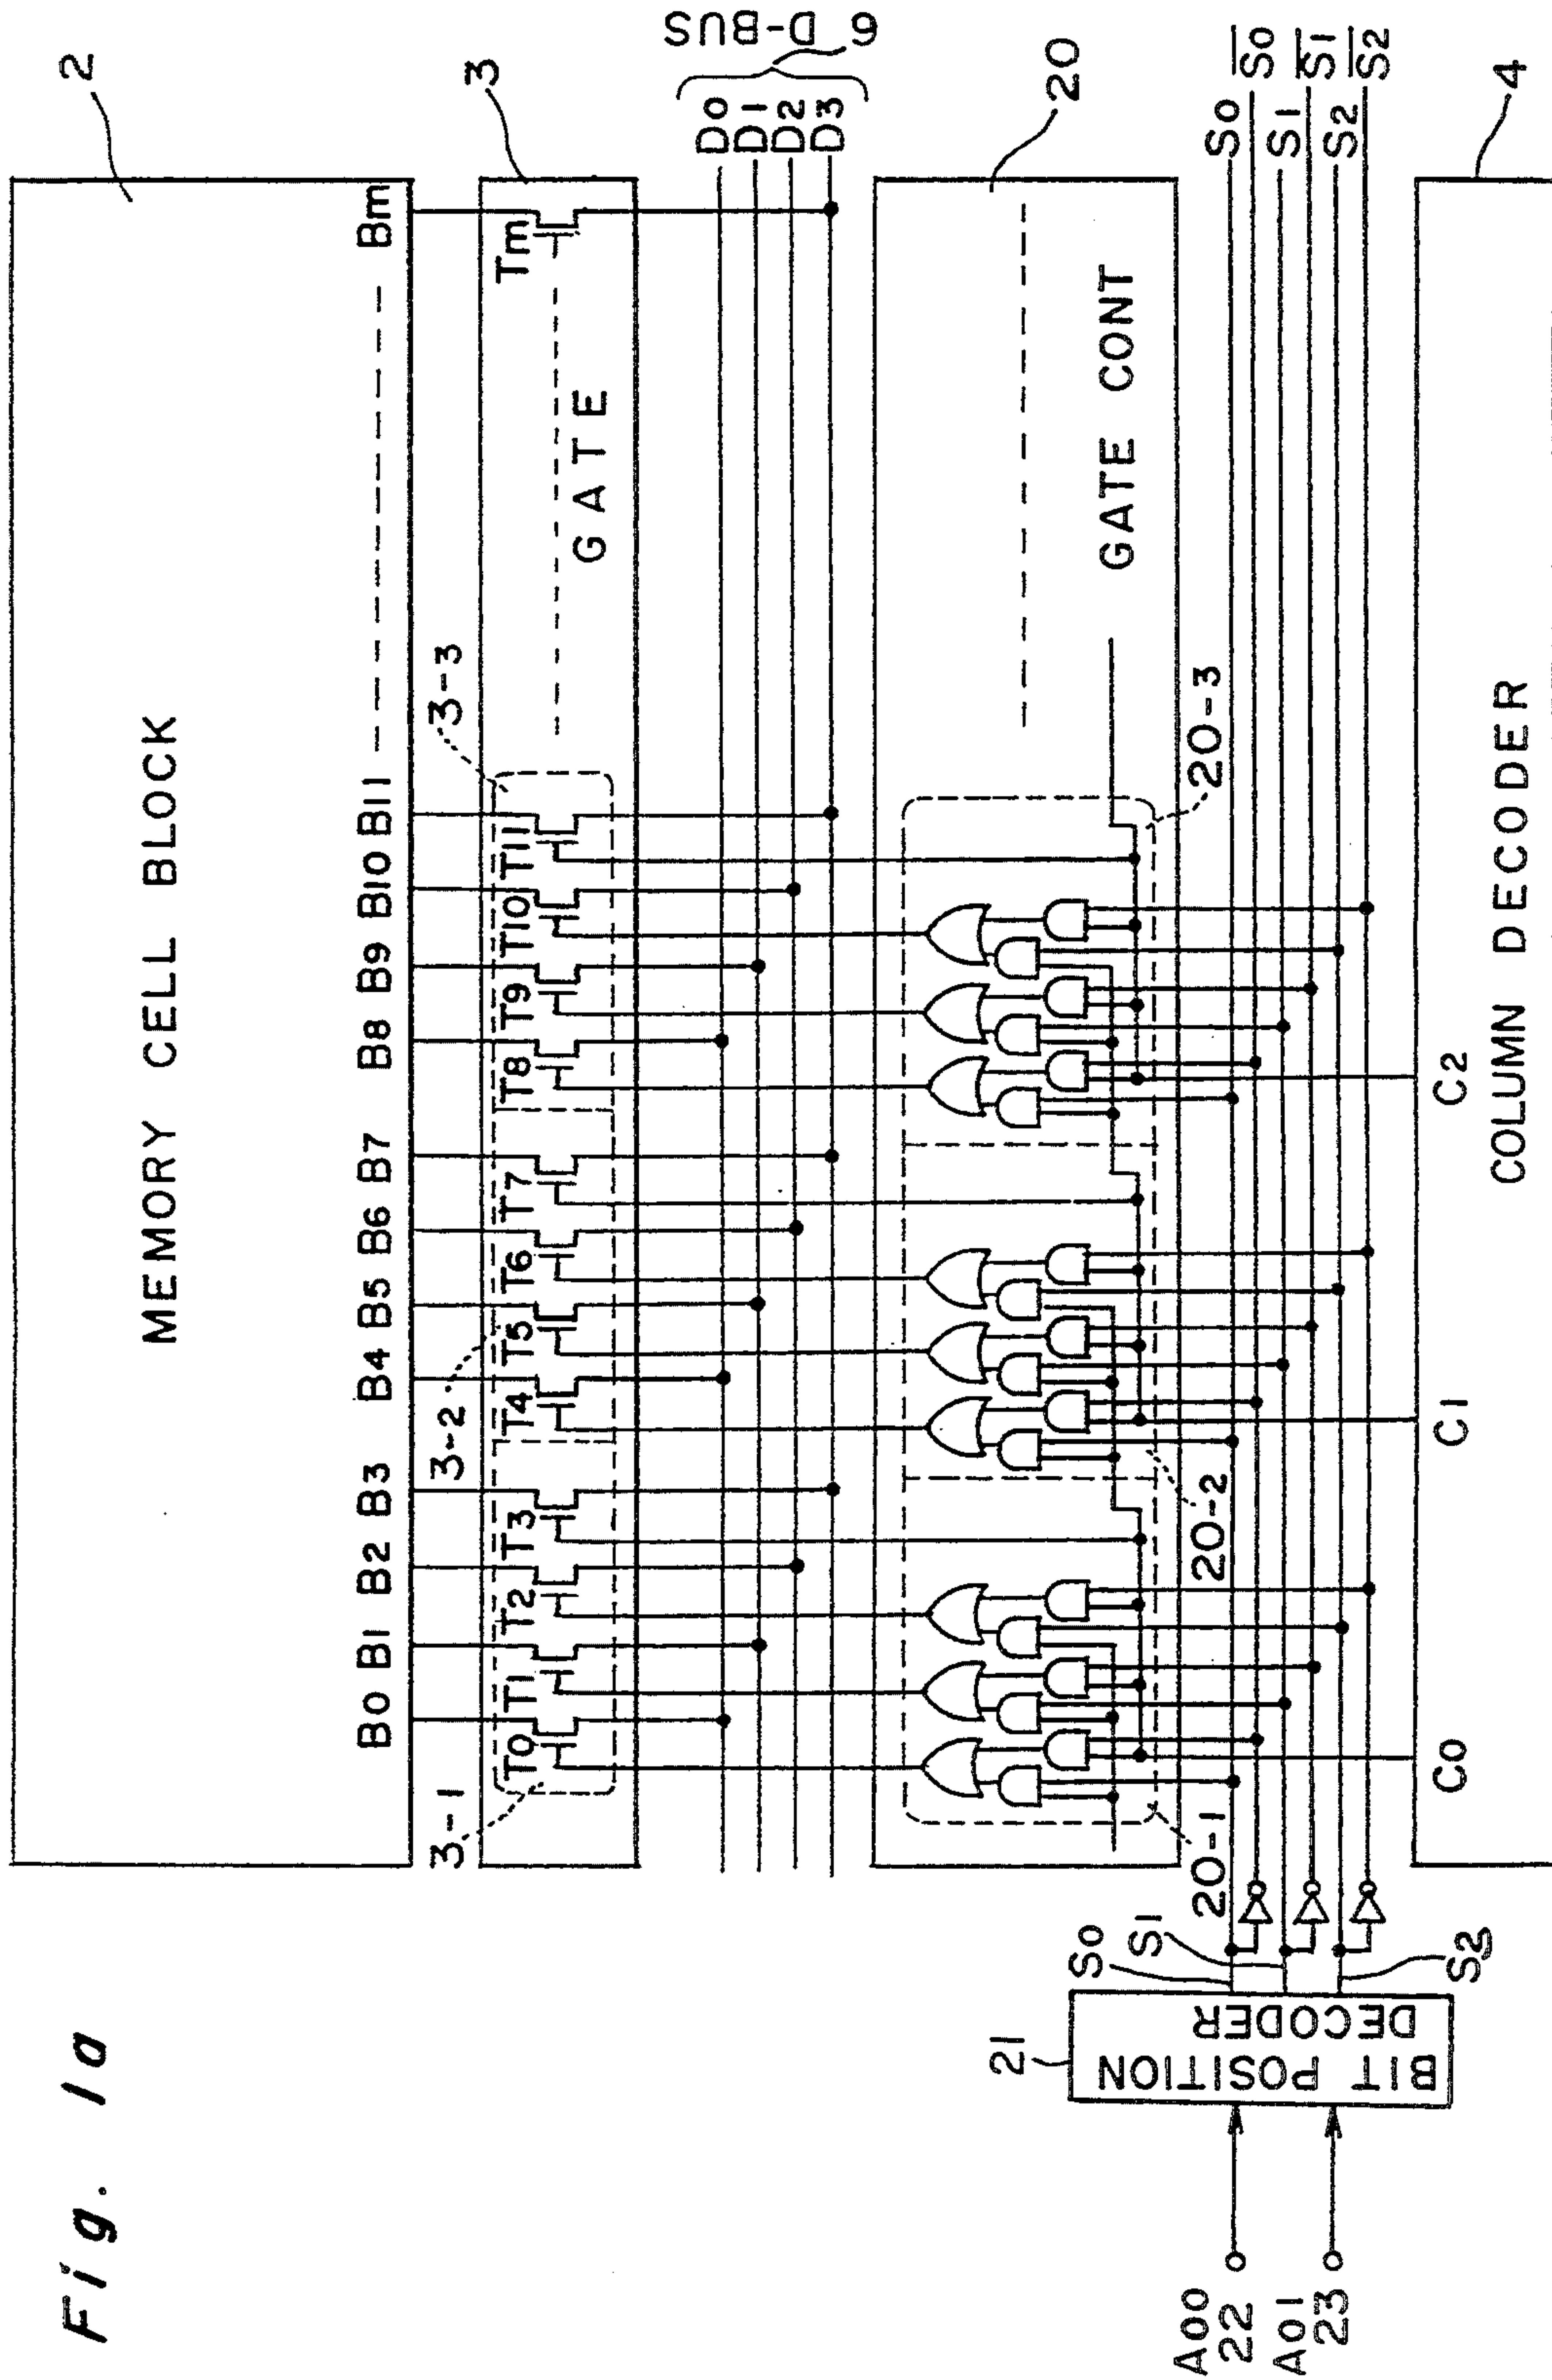 Fig. 1a
2
MEMORY CELL BLOCK
B0 B1 B2 B3 B4 B5 B6 B7 B8 B9 B10 B11 Bm
3-1 3-2 3-3
3
T0 T1 T2 T3 T4 T5 T6 T7 T8 T9 T10 T11 Tm
GATE
6 D-BUS
D0
D1
D2
D3
20
GATE CONT
20-1 20-2 20-3
S0
S̅0̅
S1
S̅1̅
S2
S̅2̅
S0
S1
S2
21
BIT POSITION
DECODER
A00
22
A01
23
C0 C1 C2
COLUMN DECODER
4